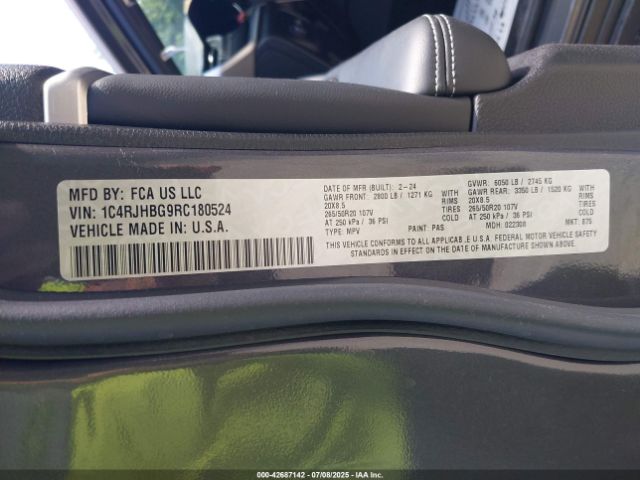 MFD BY: FCA US LLC
VIN: 1C4RJHBG9RC180524
VEHICLE MADE IN: U.S.A.
DATE OF MFR (BUILT): 2-24
GAWR FRONT: 2800 LB / 1271 KG WITH
20X8.5 RIMS
265/50R20 107V TIRES
AT 250 kPa / 36 PSI
TYPE: MPV PAINT: PAS
GVWR: 6050 LB / 2745 KG
GAWR REAR: 3350 LB / 1520 KG WITH
20X8.5 RIMS
265/50R20 107V TIRES
AT 250 kPa / 36 PSI
MDH: 022308 MKT: 875
THIS VEHICLE CONFORMS TO ALL APPLICABLE .E U.S.A. FEDERAL MOTOR VEHICLE SAFETY
STANDARDS IN EFFECT ON THE DATE OF MANUFACTURE SHOWN ABOVE.
000-42687142 - 07/08/2025 - IAAI.com